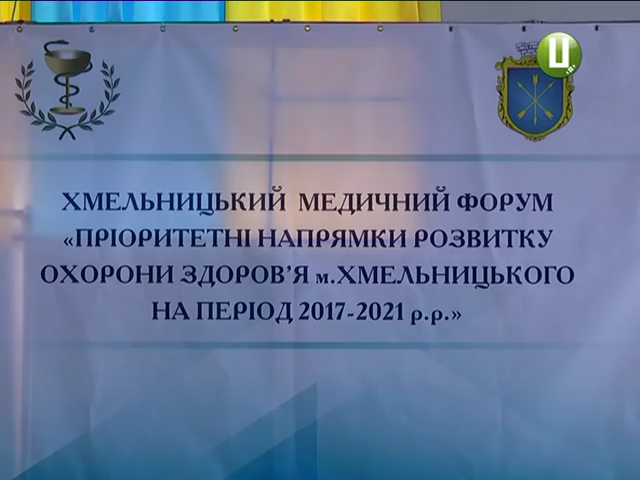 Ц
ХМЕЛЬНИЦЬКИЙ МЕДИЧНИЙ ФОРУМ
«ПРІОРИТЕТНІ НАПРЯМКИ РОЗВИТКУ
ОХОРОНИ ЗДОРОВ'Я м.ХМЕЛЬНИЦЬКОГО
НА ПЕРІОД 2017-2021 р.р.»